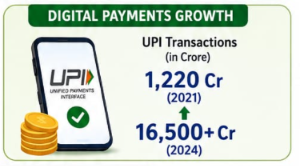 DIGITAL PAYMENTS GROWTH
UPI
UNIFIED PAYMENTS
INTERFACE
UPI Transactions
(in Crore)
1,220 Cr
(2021)
16,500+ Cr
(2024)